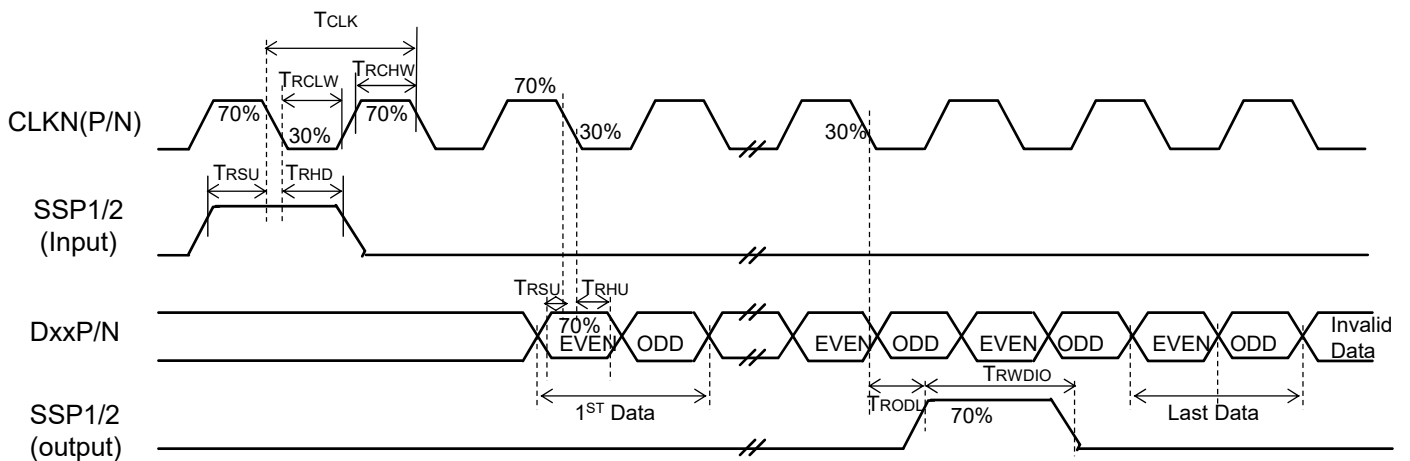 TCLK
TRCLW
TRCHW
CLKN(P/N)
70%
30%
70%
70%
30%
30%
TRSU
TRHD
SSP1/2
(Input)
TRSU
TRHU
DxxP/N
70%
EVEN
ODD
EVEN
ODD
EVEN
ODD
EVEN
ODD
Invalid
Data
1ST Data
TRODL
TRWDIO
Last Data
SSP1/2
(output)
70%